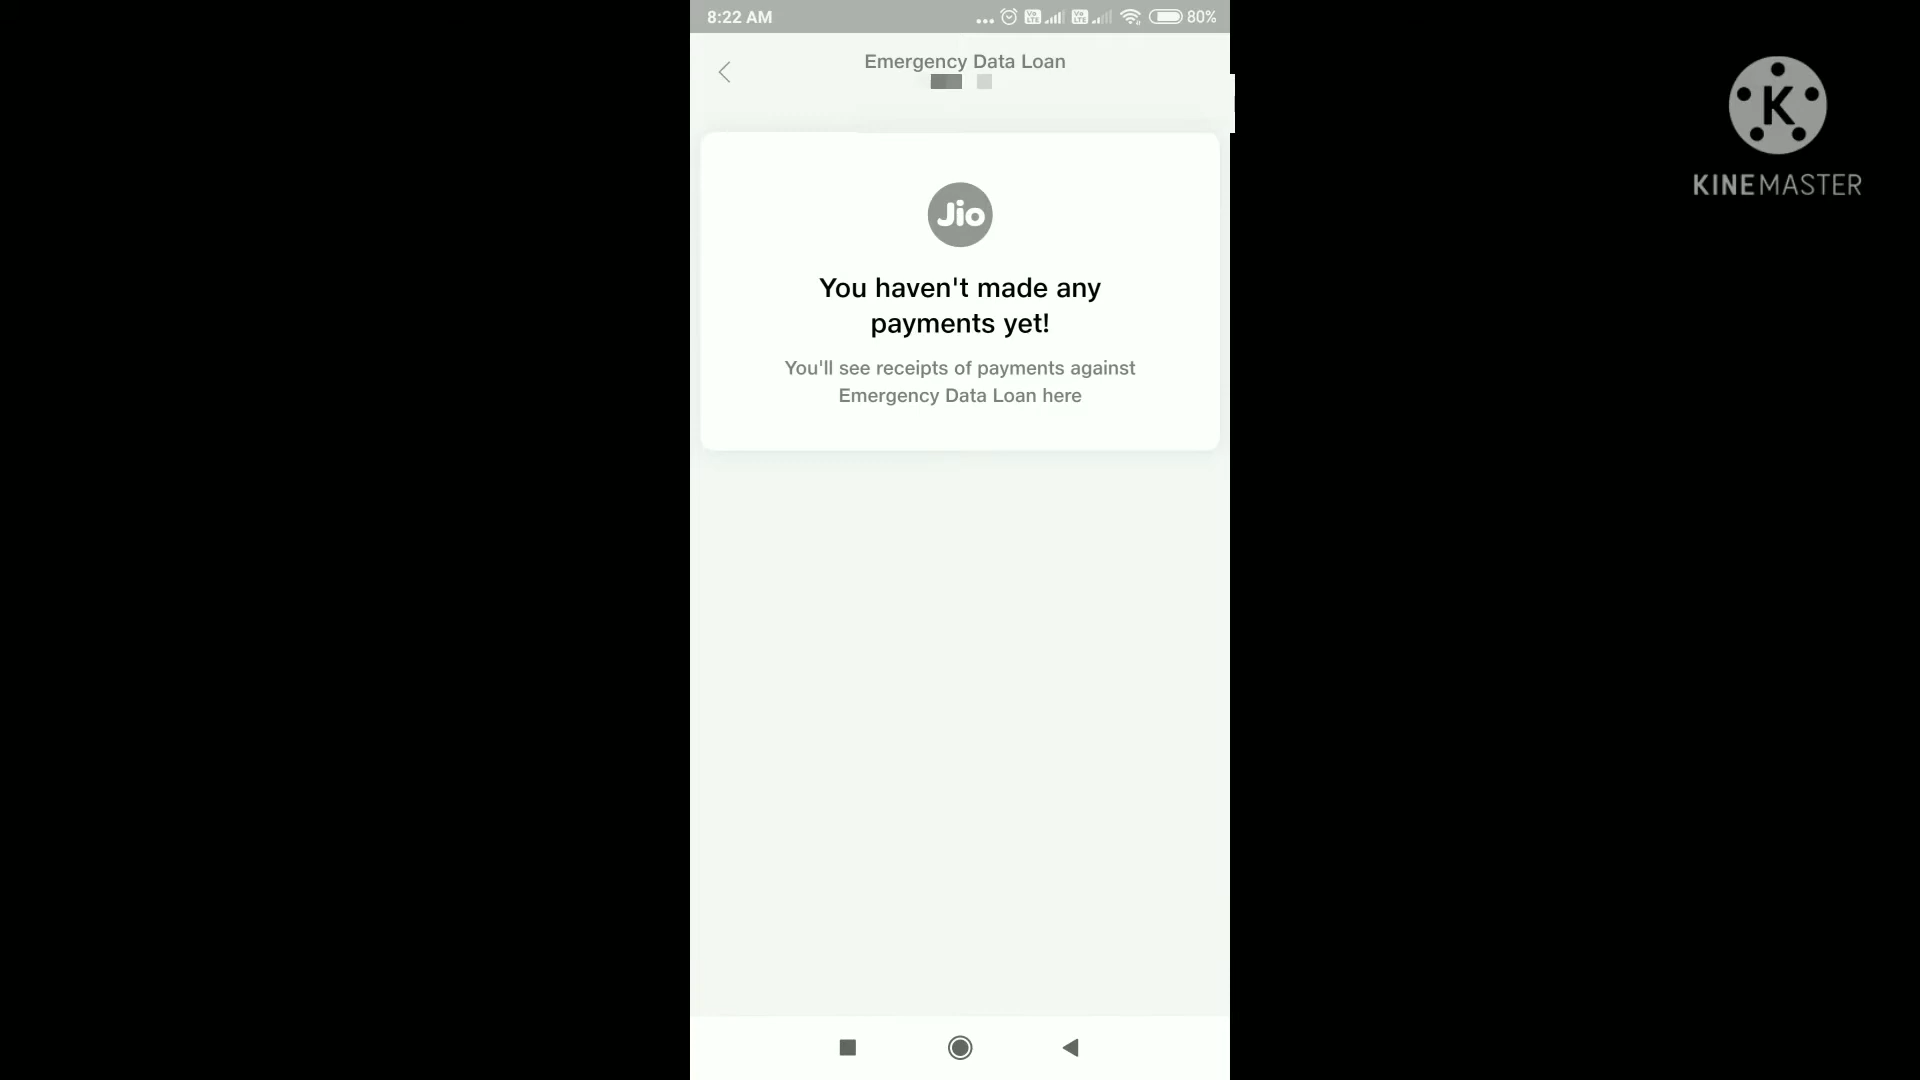 8:22 AM
80%
Emergency Data Loan
Jio
You haven't made any
payments yet!
You'll see receipts of payments against
Emergency Data Loan here
K
KINEMASTER